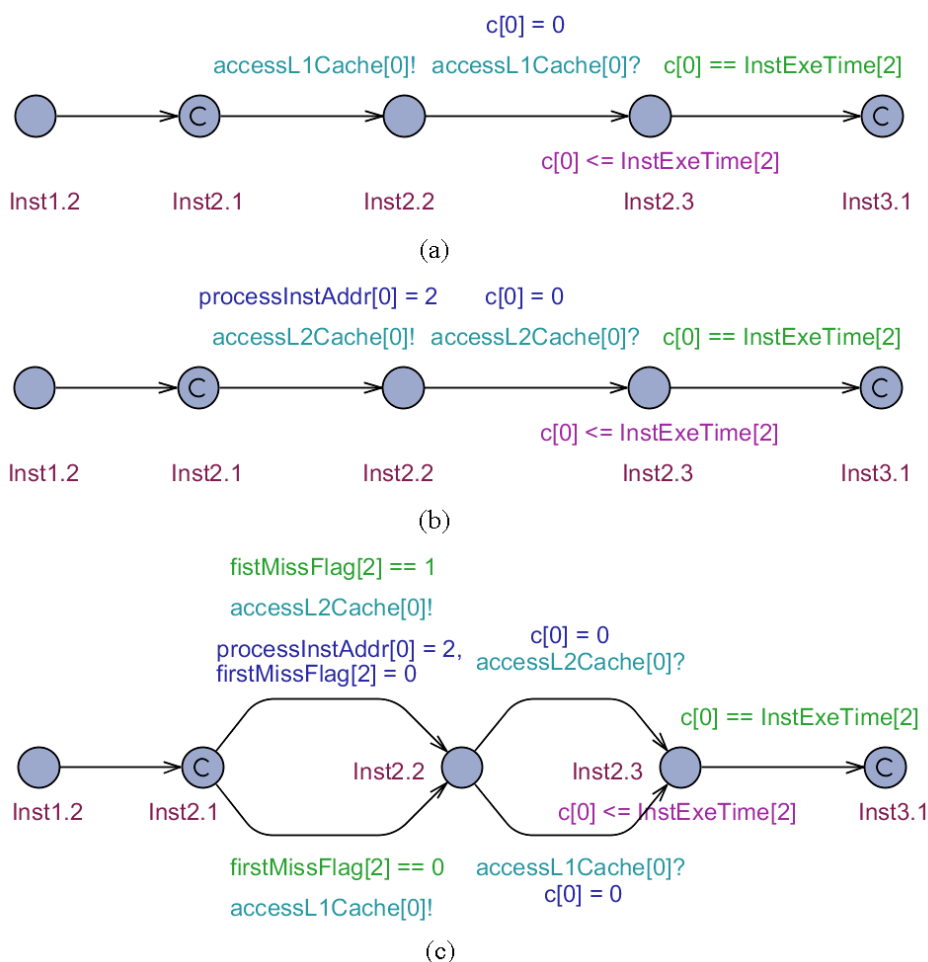 c[0] = 0
accessL1Cache[0]! accessL1Cache[0]? c[0] == InstExeTime[2]
C C
c[0] <= InstExeTime[2]
Inst1.2 Inst2.1 Inst2.2 Inst2.3 Inst3.1
(a)
processInstAddr[0] = 2 c[0] = 0
accessL2Cache[0]! accessL2Cache[0]? c[0] == InstExeTime[2]
C C
c[0] <= InstExeTime[2]
Inst1.2 Inst2.1 Inst2.2 Inst2.3 Inst3.1
(b)
fistMissFlag[2] == 1
accessL2Cache[0]!
processInstAddr[0] = 2, c[0] = 0
firstMissFlag[2] = 0 accessL2Cache[0]?
c[0] == InstExeTime[2]
C Inst2.2 Inst2.3 C
Inst1.2 Inst2.1 c[0] <= InstExeTime[2] Inst3.1
firstMissFlag[2] == 0 accessL1Cache[0]?
accessL1Cache[0]! c[0] = 0
(c)